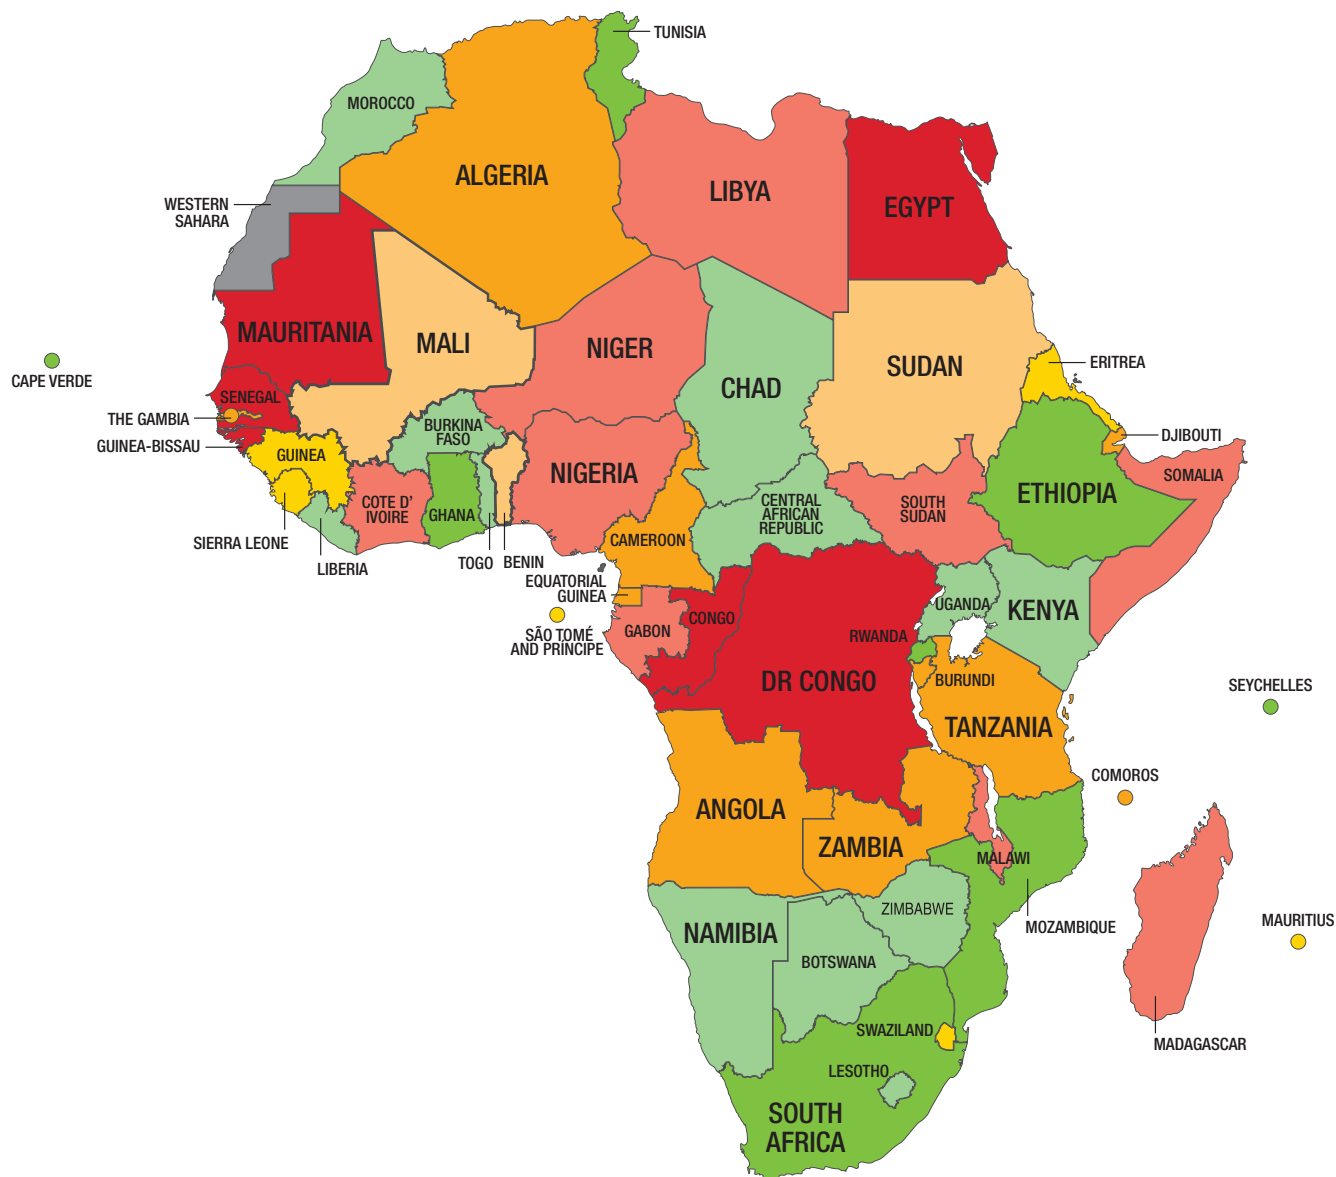 TUNISIA
MOROCCO
ALGERIA
LIBYA
EGYPT
WESTERN
SAHARA
MAURITANIA
MALI
NIGER
CHAD
SUDAN
ERITREA
CAPE VERDE
SENEGAL
THE GAMBIA
GUINEA-BISSAU
GUINEA
BURKINA
FASO
NIGERIA
DJIBOUTI
SOMALIA
ETHIOPIA
COTE D'
IVOIRE
GHANA
CENTRAL
AFRICAN
REPUBLIC
SOUTH
SUDAN
SIERRA LEONE
LIBERIA
TOGO
BENIN
CAMEROON
EQUATORIAL
GUINEA
SÃO TOMÉ
AND PRÍNCIPE
GABON
CONGO
UGANDA
KENYA
RWANDA
DR CONGO
BURUNDI
TANZANIA
SEYCHELLES
COMOROS
ANGOLA
ZAMBIA
MALAWI
MOZAMBIQUE
MAURITIUS
ZIMBABWE
NAMIBIA
BOTSWANA
MADAGASCAR
SWAZILAND
LESOTHO
SOUTH
AFRICA